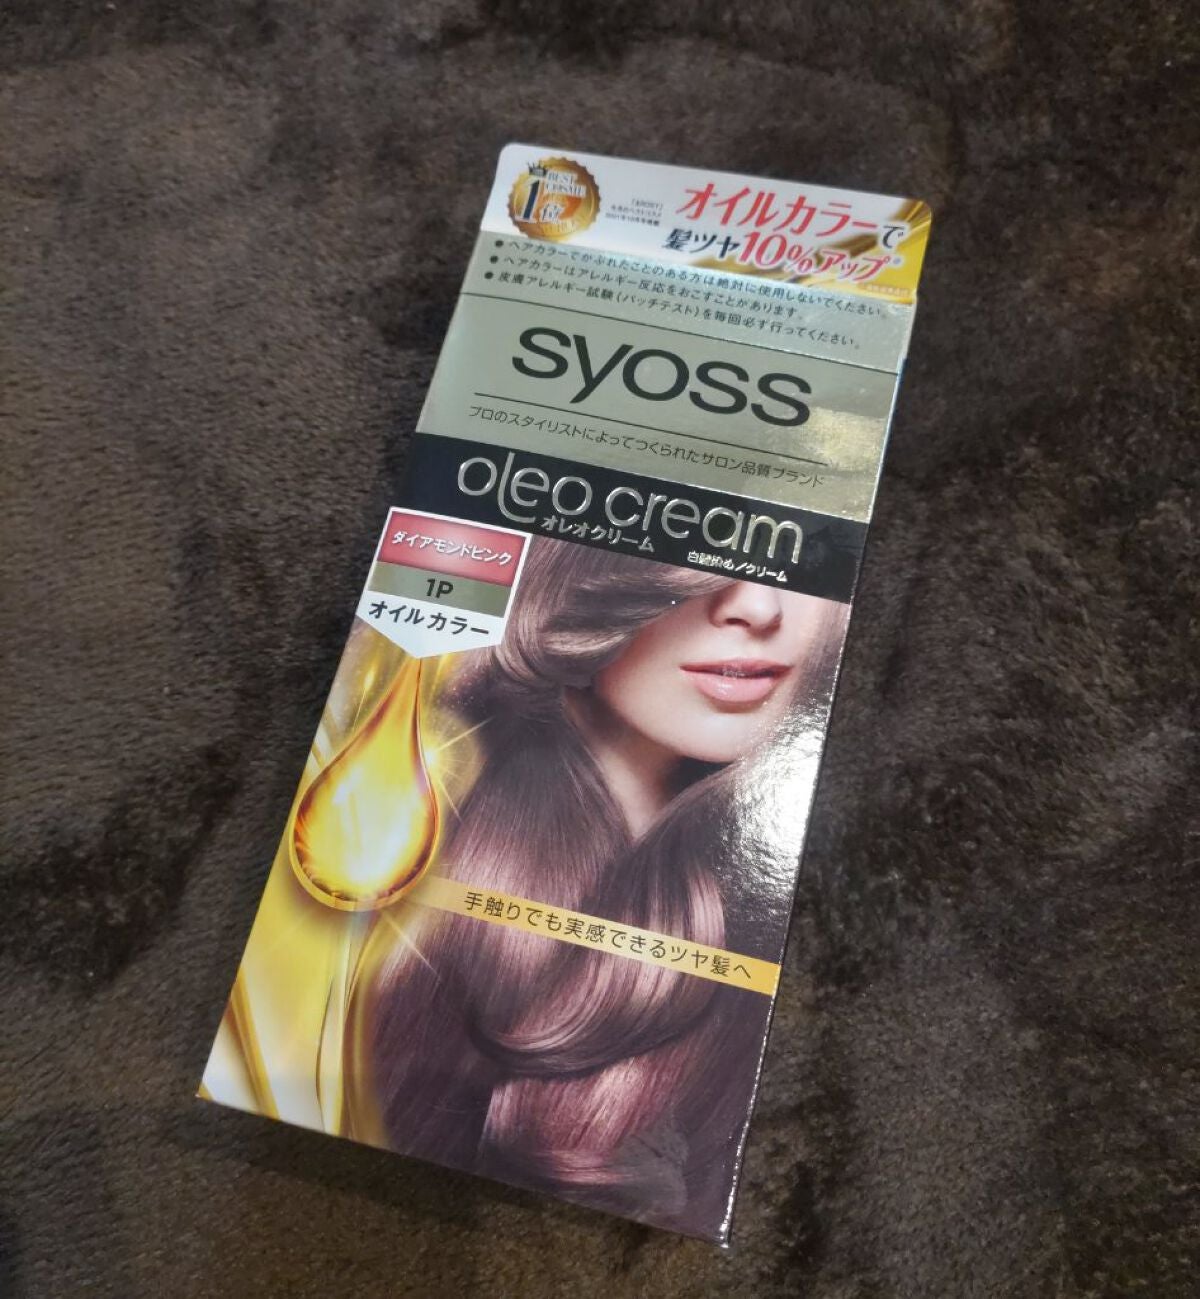 BEST
COSME
1位
オイルカラーで
髪ツヤ10%アップ※
● ヘアカラーでかぶれたことのある方は絶対に使用しないでください。
● ヘアカラーはアレルギー反応をおこすことがあります。
● 皮膚アレルギー試験(パッチテスト)を毎回必ず行ってください。
syoss
プロのスタイリストによってつくられたサロン品質ブランド
oleo cream
オレオクリーム
白髪染め/クリーム
ダイアモンドピンク
1P
オイルカラー
手触りでも実感できるツヤ髪へ